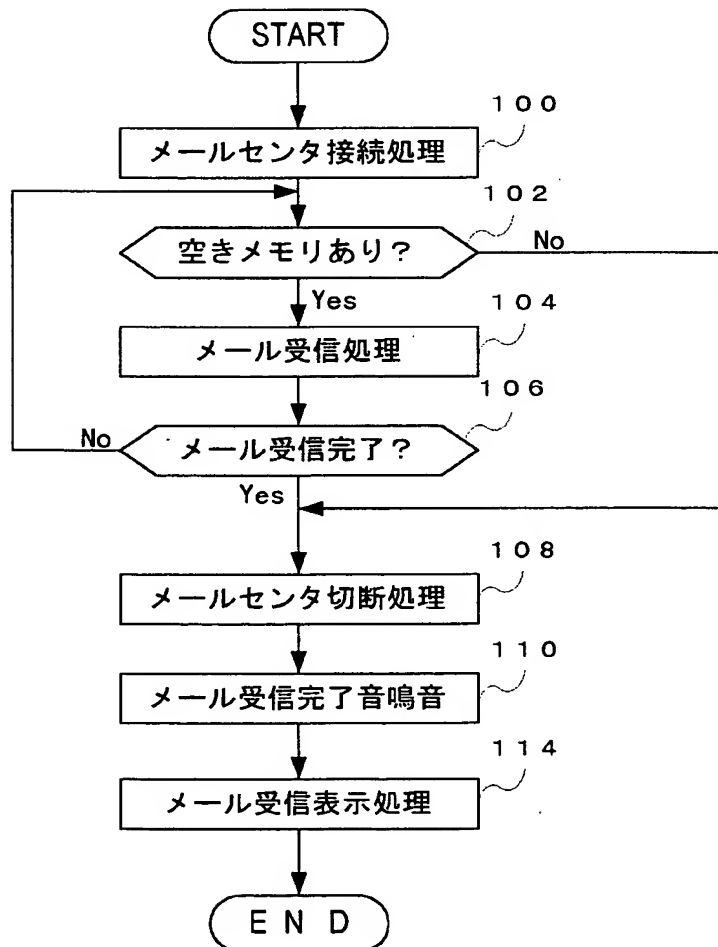 START
１００
メールセンタ接続処理
１０２
空きメモリあり？
No
Yes
１０４
メール受信処理
１０６
メール受信完了？
No
Yes
１０８
メールセンタ切断処理
１１０
メール受信完了音鳴音
１１４
メール受信表示処理
Ｅ Ｎ Ｄ